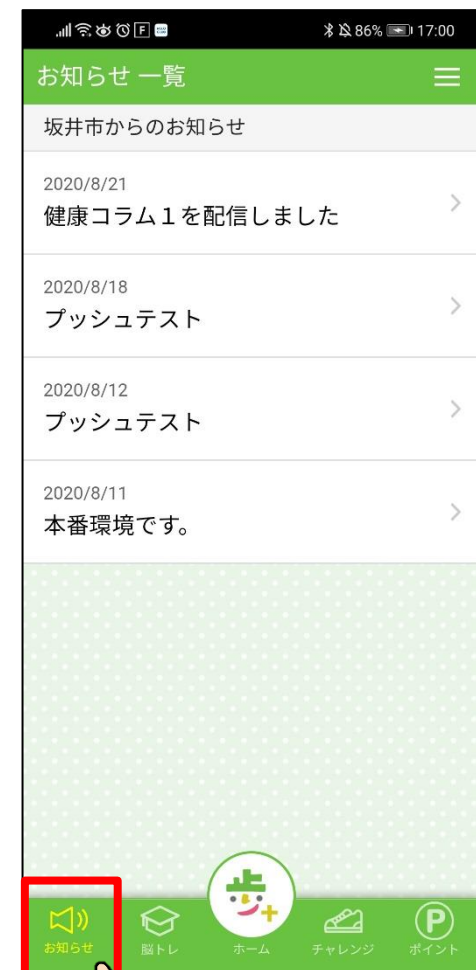 F 86% 17:00
お知らせ 一覧
坂井市からのお知らせ
2020/8/21
健康コラム１を配信しました
2020/8/18
プッシュテスト
2020/8/12
プッシュテスト
2020/8/11
本番環境です。
お知らせ 脳トレ ホーム チャレンジ P ポイント